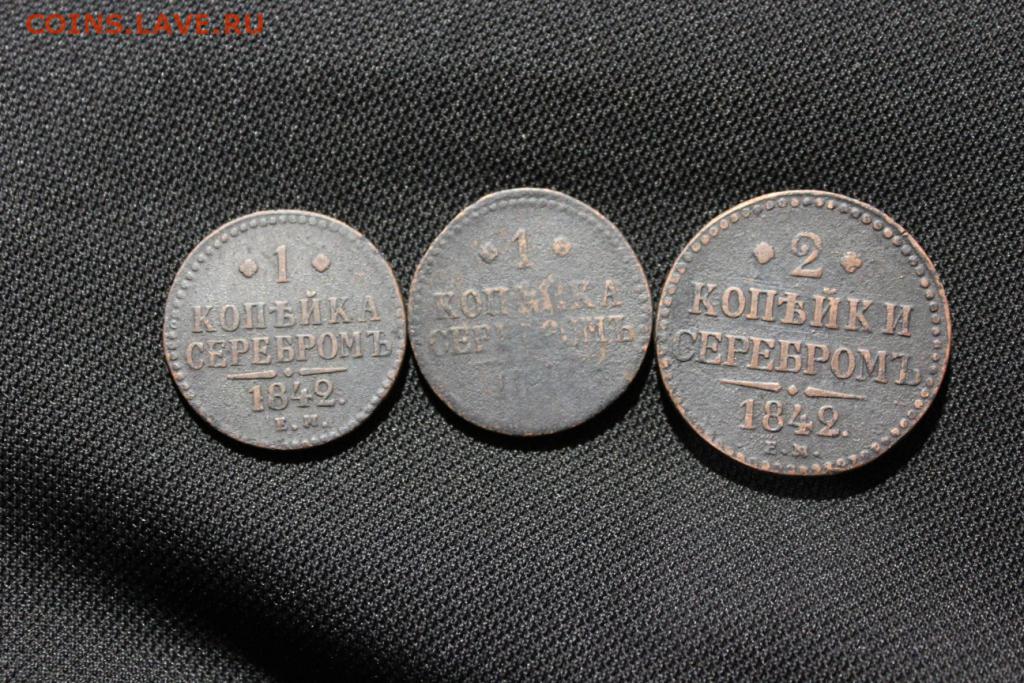 COINS.LAVE.RU
1
КОПѢЙКА
СЕРЕБРОМЪ
1842.
Е.М.
1
КОПѢЙКА
СЕРЕБРОМЪ
2
КОПѢЙКИ
СЕРЕБРОМЪ
1842.
Е.М.